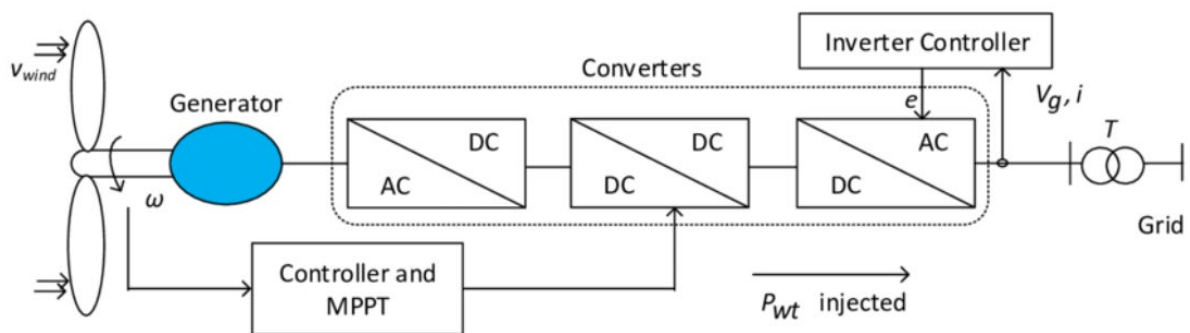 Inverter Controller
Converters
v_wind
Generator
e
V_g, i
DC
DC
AC
T
AC
DC
DC
ω
Grid
Controller and
MPPT
P_wt injected